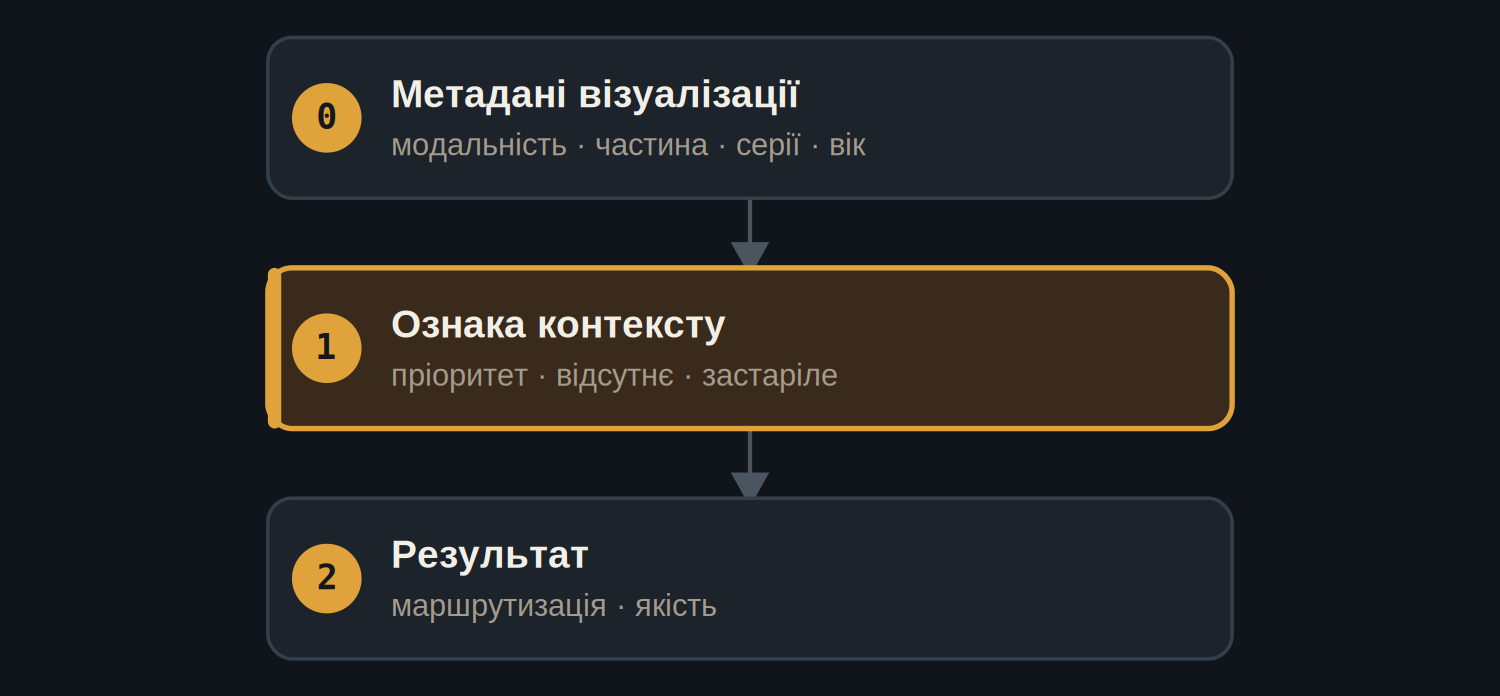 0
Метадані візуалізації
модальність · частина · серії · вік
1
Ознака контексту
пріоритет · відсутнє · застаріле
2
Результат
маршрутизація · якість